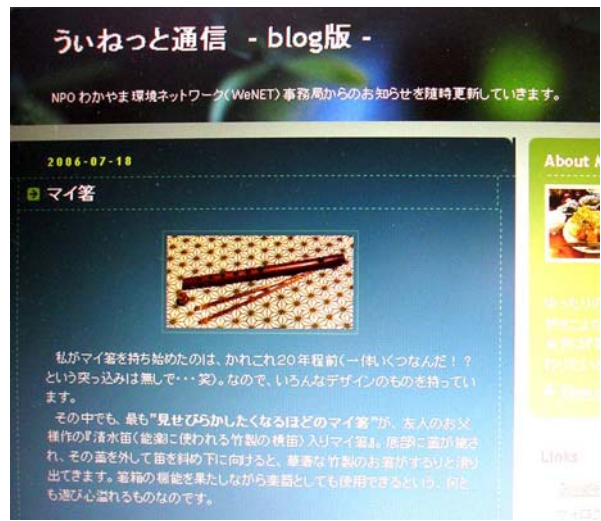 ういねっと通信 - blog版 -
NPO わかやま環境ネットワーク(WeNET)事務局からのお知らせを随時更新していきます。
2006-07-18
マイ箸
私がマイ箸を持ち始めたのは、かれこれ20年程前(一体いくつなんだ!?
という突っ込みは無しで・・・笑)。なので、いろんなデザインのものを持ってい
ます。
その中でも、最も"見せびらかしたくなるほどのマイ箸"が、友人のお父
様作の『清水笛(能楽に使われる竹製の横笛)入りマイ箸』。底部に蓋が施さ
れ、その蓋を外して笛を斜め下に向けると、華奢な竹製のお箸がするりと滑り
出てきます。箸箱の機能を果たしながら楽器としても使用できるという、何と
も遊び心溢れるものなのです。
About
Links